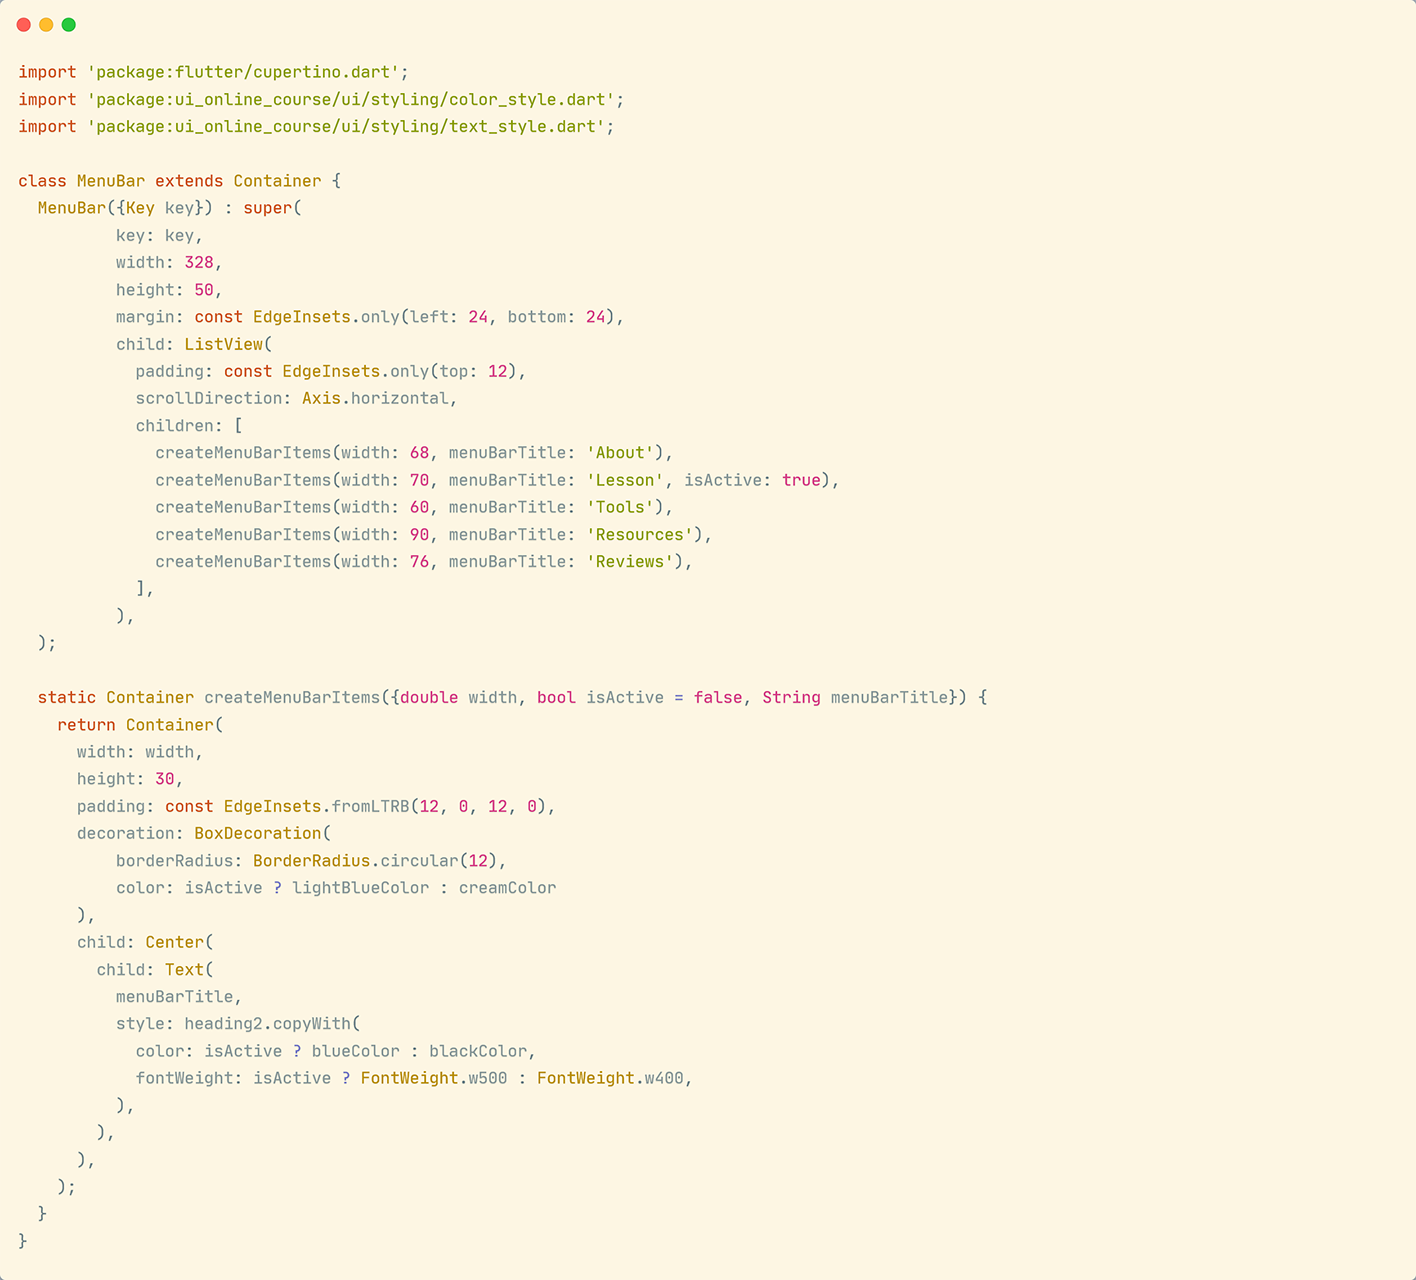 import 'package:flutter/cupertino.dart';
import 'package:ui_online_course/ui/styling/color_style.dart';
import 'package:ui_online_course/ui/styling/text_style.dart';

class MenuBar extends Container {
  MenuBar({Key key}) : super(
          key: key,
          width: 328,
          height: 50,
          margin: const EdgeInsets.only(left: 24, bottom: 24),
          child: ListView(
            padding: const EdgeInsets.only(top: 12),
            scrollDirection: Axis.horizontal,
            children: [
              createMenuBarItems(width: 68, menuBarTitle: 'About'),
              createMenuBarItems(width: 70, menuBarTitle: 'Lesson', isActive: true),
              createMenuBarItems(width: 60, menuBarTitle: 'Tools'),
              createMenuBarItems(width: 90, menuBarTitle: 'Resources'),
              createMenuBarItems(width: 76, menuBarTitle: 'Reviews'),
            ],
          ),
  );

  static Container createMenuBarItems({double width, bool isActive = false, String menuBarTitle}) {
    return Container(
      width: width,
      height: 30,
      padding: const EdgeInsets.fromLTRB(12, 0, 12, 0),
      decoration: BoxDecoration(
          borderRadius: BorderRadius.circular(12),
          color: isActive ? lightBlueColor : creamColor
      ),
      child: Center(
        child: Text(
          menuBarTitle,
          style: heading2.copyWith(
            color: isActive ? blueColor : blackColor,
            fontWeight: isActive ? FontWeight.w500 : FontWeight.w400,
          ),
        ),
      ),
    );
  }
}